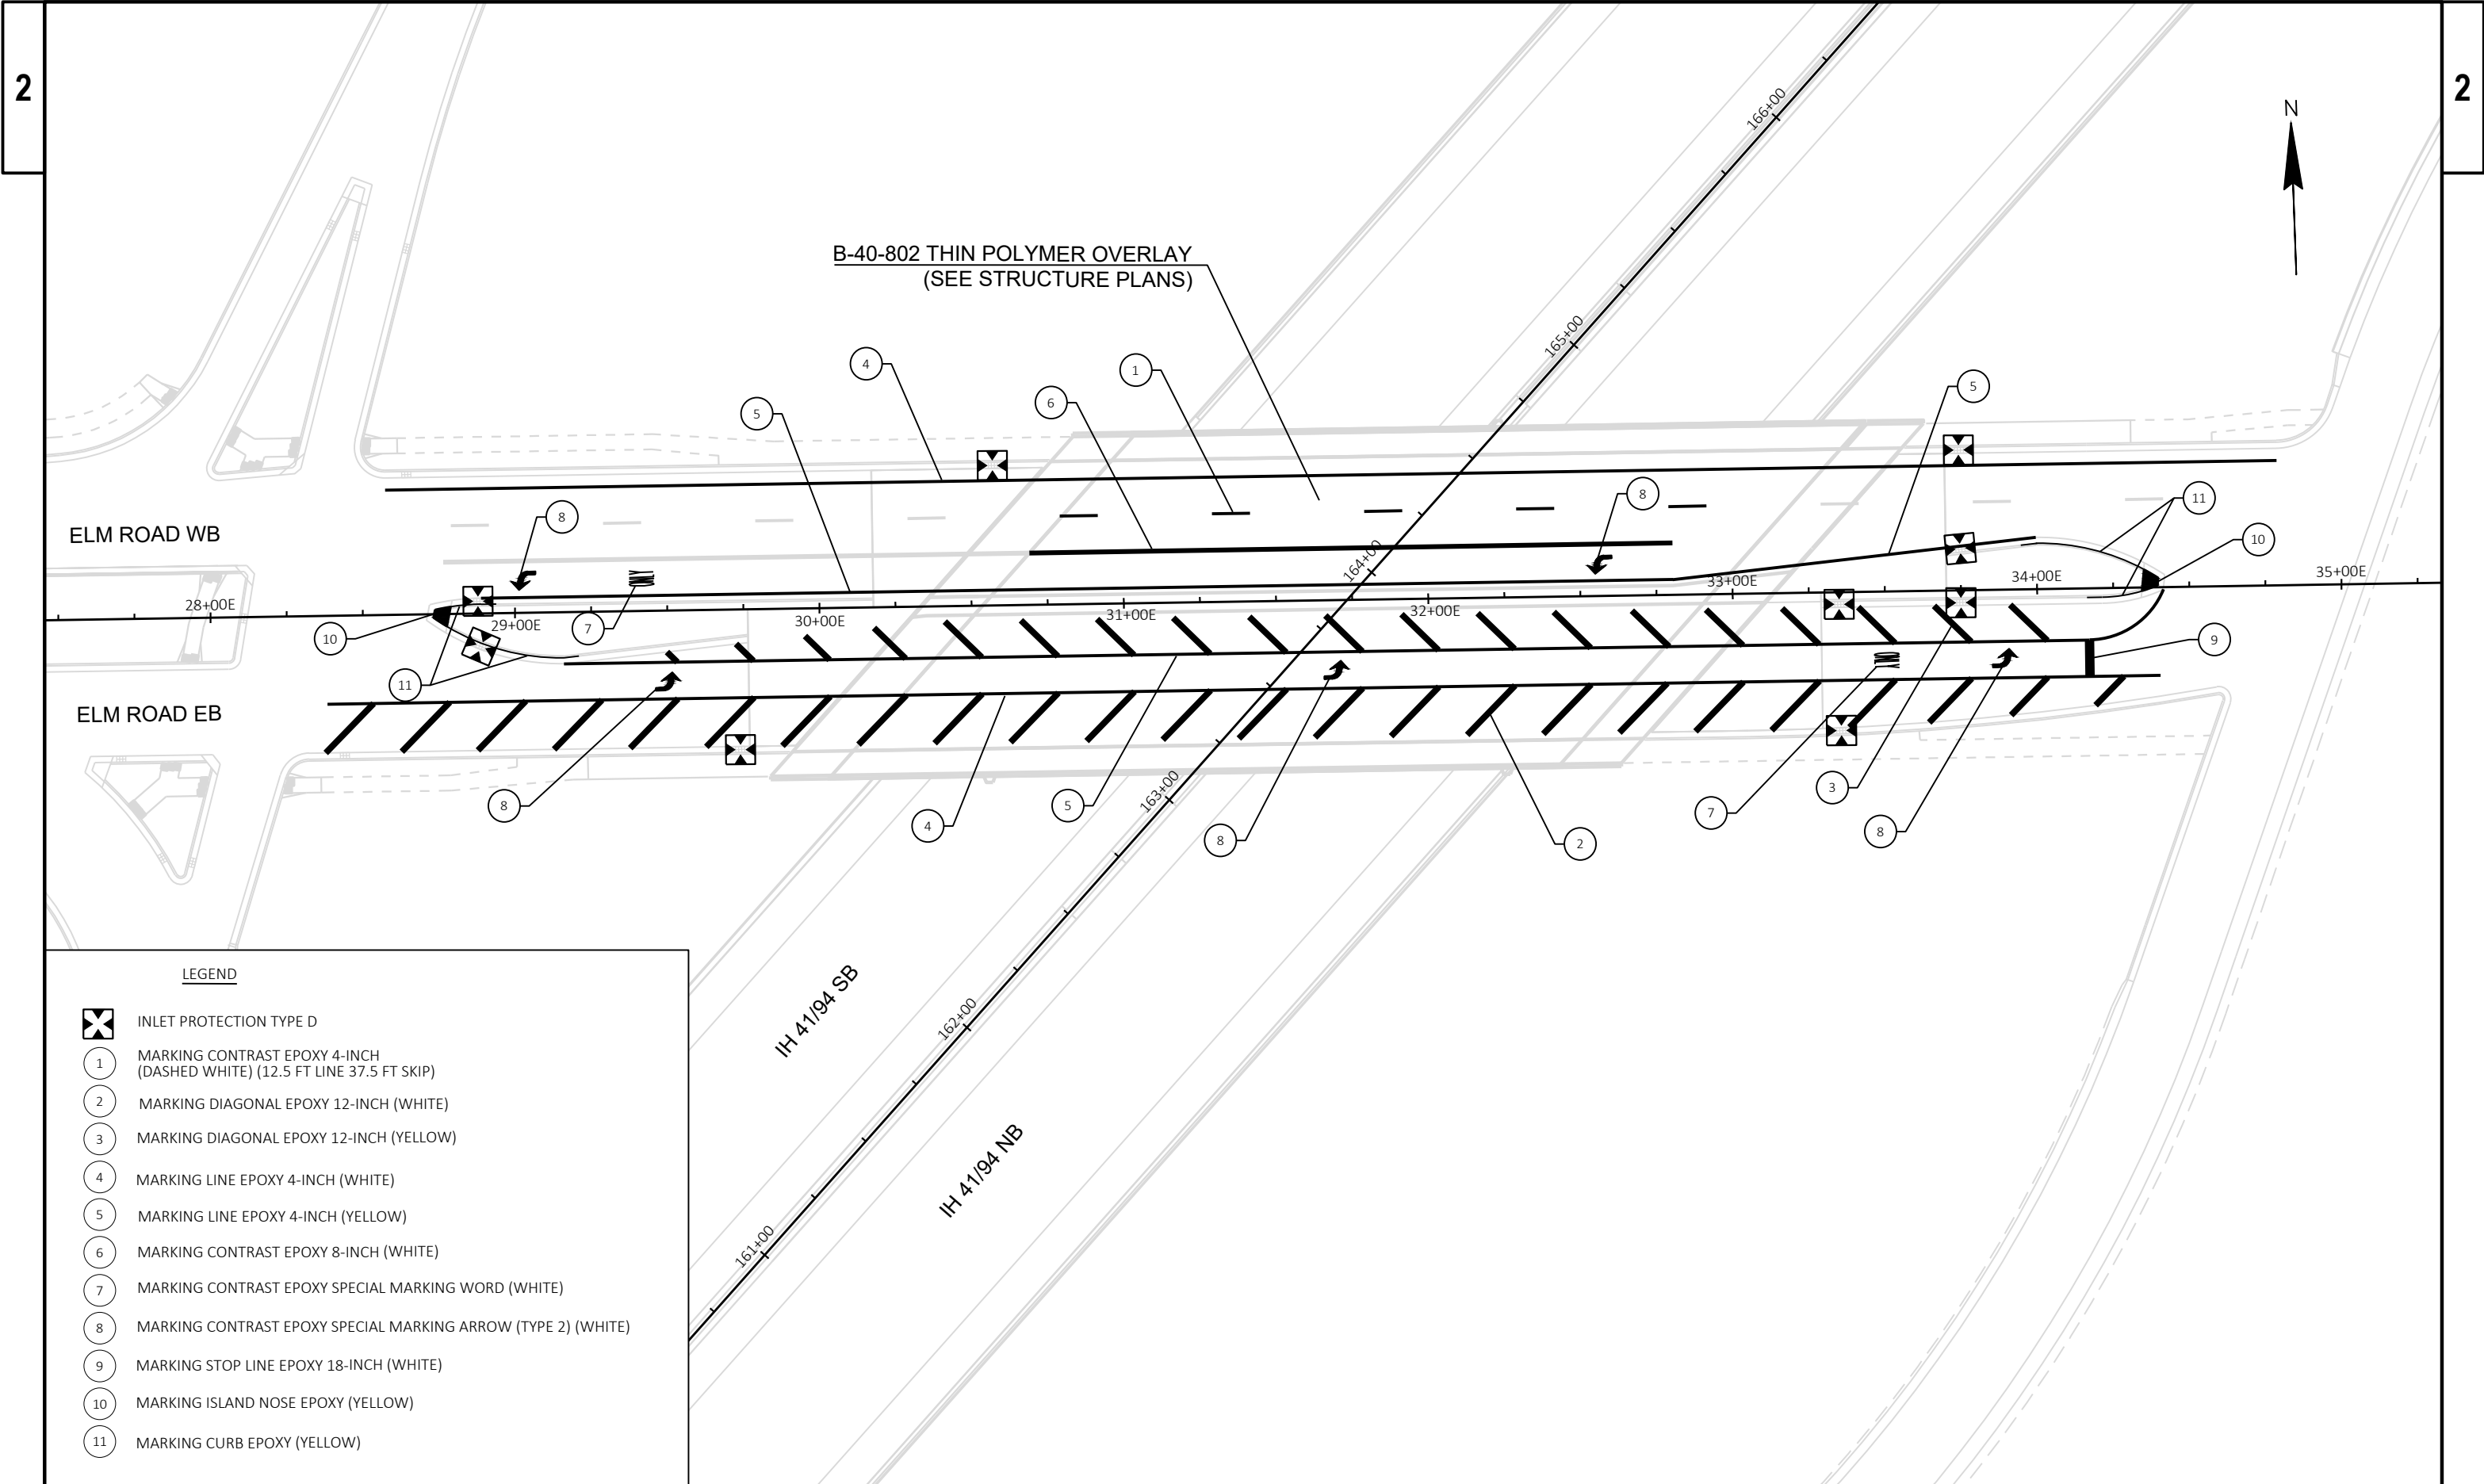 2
2
N
166+00
B-40-802 THIN POLYMER OVERLAY
(SEE STRUCTURE PLANS)
165+00
4
1
5
6
5
8
8
11
ELM ROAD WB
10
164+00
28+00E
29+00E
30+00E
31+00E
32+00E
33+00E
34+00E
35+00E
10
7
9
11
ELM ROAD EB
163+00
8
4
5
8
2
7
3
8
IH 41/94 SB
162+00
IH 41/94 NB
161+00
LEGEND
INLET PROTECTION TYPE D
1 MARKING CONTRAST EPOXY 4-INCH
(DASHED WHITE) (12.5 FT LINE 37.5 FT SKIP)
2 MARKING DIAGONAL EPOXY 12-INCH (WHITE)
3 MARKING DIAGONAL EPOXY 12-INCH (YELLOW)
4 MARKING LINE EPOXY 4-INCH (WHITE)
5 MARKING LINE EPOXY 4-INCH (YELLOW)
6 MARKING CONTRAST EPOXY 8-INCH (WHITE)
7 MARKING CONTRAST EPOXY SPECIAL MARKING WORD (WHITE)
8 MARKING CONTRAST EPOXY SPECIAL MARKING ARROW (TYPE 2) (WHITE)
9 MARKING STOP LINE EPOXY 18-INCH (WHITE)
10 MARKING ISLAND NOSE EPOXY (YELLOW)
11 MARKING CURB EPOXY (YELLOW)